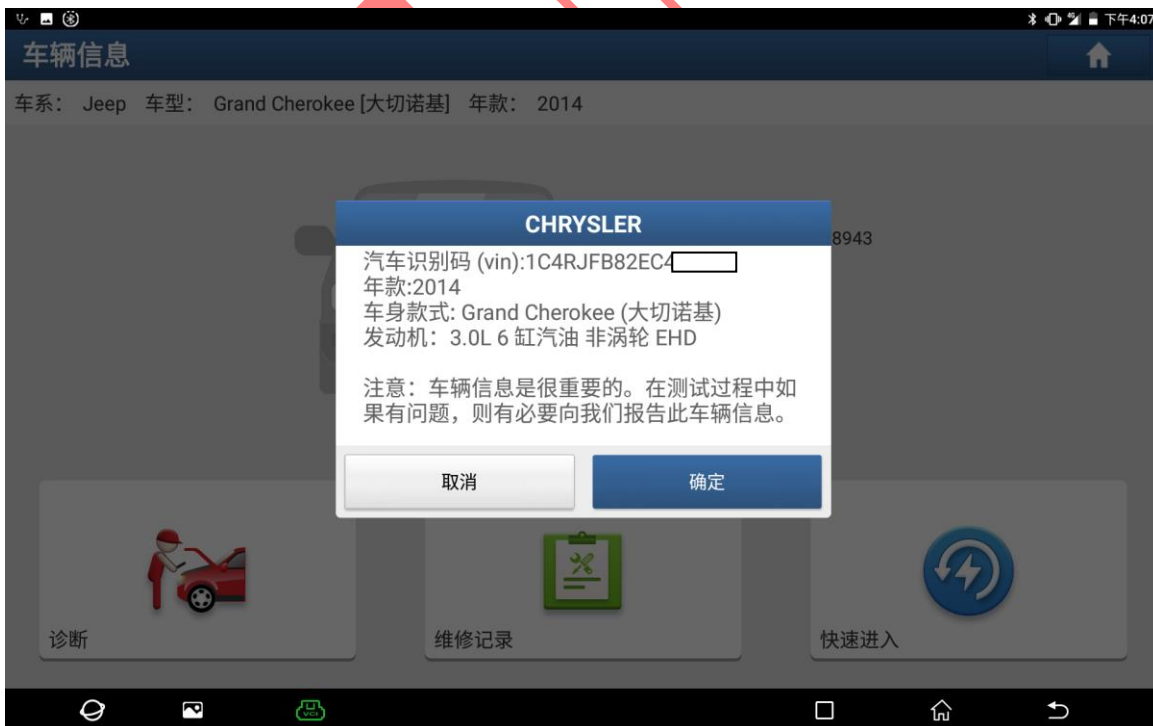 下午4:07
车辆信息
车系： Jeep 车型： Grand Cherokee [大切诺基] 年款： 2014
8943
CHRYSLER
汽车识别码 (vin):1C4RJFB82EC4
年款:2014
车身款式: Grand Cherokee (大切诺基)
发动机：3.0L 6 缸汽油 非涡轮 EHD
注意：车辆信息是很重要的。在测试过程中如
果有问题，则有必要向我们报告此车辆信息。
取消
确定
诊断
维修记录
快速进入
VCI